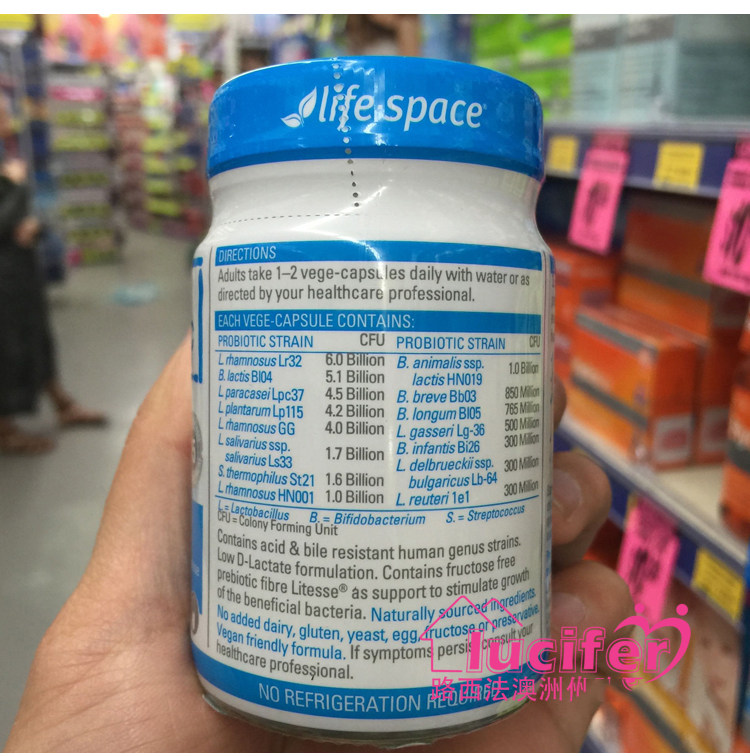 life space
DIRECTIONS
Adults take 1–2 vege-capsules daily with water or as
directed by your healthcare professional.
EACH VEGE-CAPSULE CONTAINS:
PROBIOTIC STRAIN CFU
L. rhamnosus Lr32 6.0 Billion
B. lactis Bl04 5.1 Billion
L. paracasei Lpc37 4.5 Billion
L. plantarum Lp115 4.2 Billion
L. rhamnosus GG 4.0 Billion
L. salivarius ssp.
salivarius Ls33 1.7 Billion
S. thermophilus St21 1.6 Billion
L. rhamnosus HN001 1.0 Billion
PROBIOTIC STRAIN CFU
B. animalis ssp.
lactis HN019 1.0 Billion
B. breve Bb03 850 Million
B. longum Bl05 765 Million
L. gasseri Lg-36 500 Million
B. infantis Bi26 300 Million
L. delbrueckii ssp.
bulgaricus Lb-64 300 Million
L. reuteri 1e1 300 Million
L. = Lactobacillus B. = Bifidobacterium S. = Streptococcus
CFU = Colony Forming Unit
Contains acid & bile resistant human genus strains.
Low D-Lactate formulation. Contains fructose free
prebiotic fibre Litesse® as support to stimulate growth
of the beneficial bacteria. Naturally sourced ingredients.
No added dairy, gluten, yeast, egg, fructose or preservative.
Vegan friendly formula. If symptoms persist consult your
healthcare professional.
NO REFRIGERATION REQUIRED
lucifer
路西法澳洲